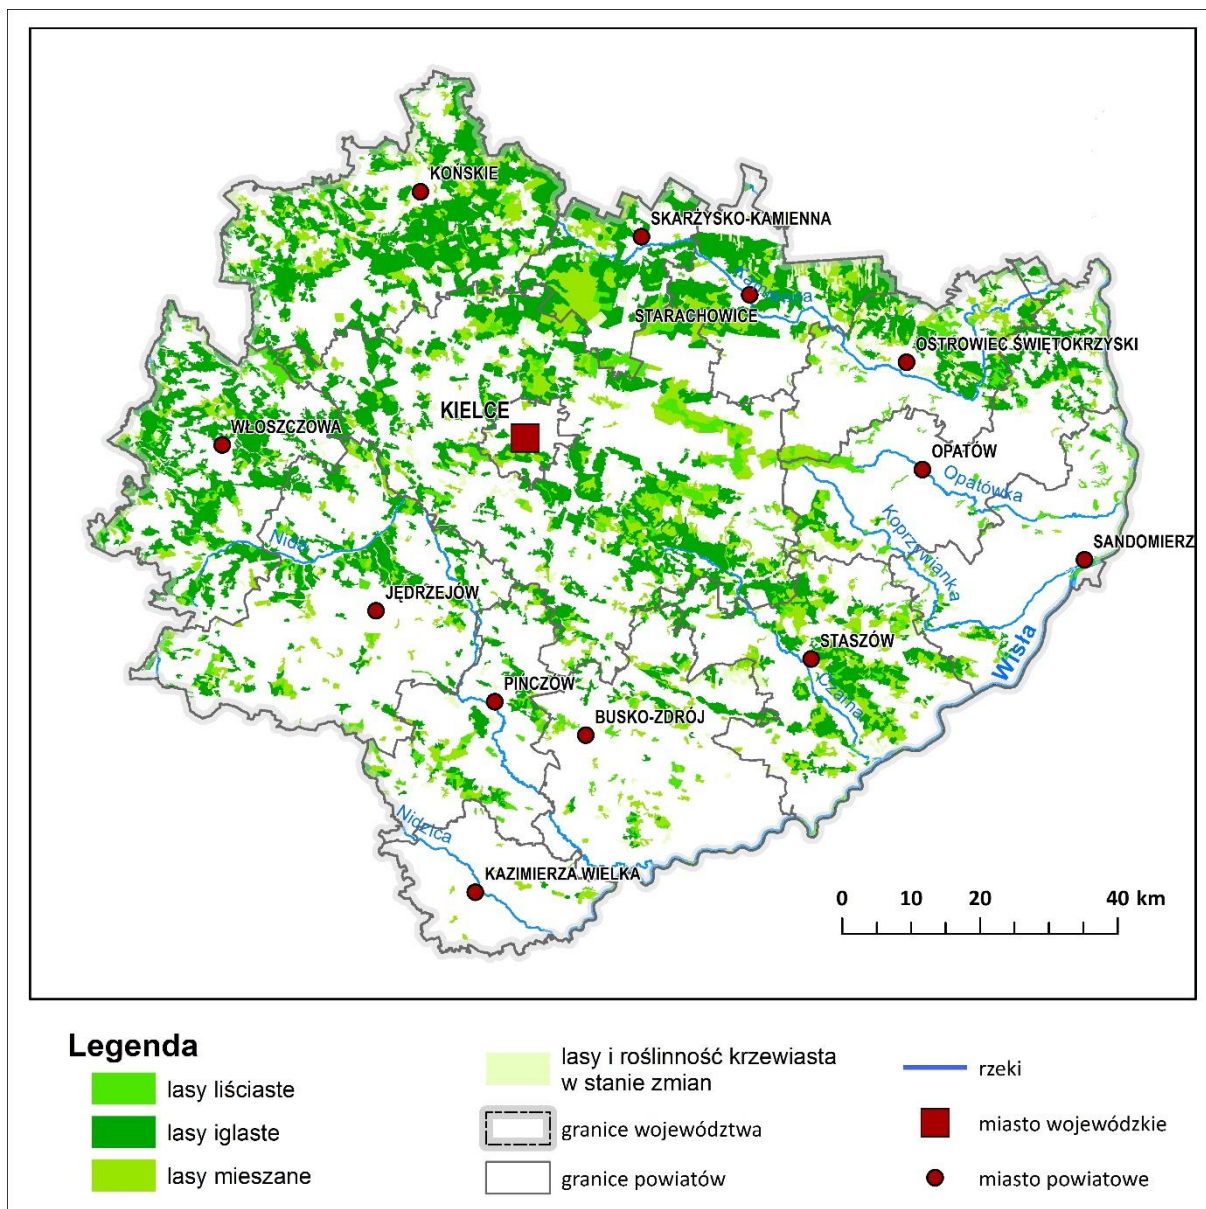 KOŃSKIE
SKARŻYSKO-KAMIENNA
Kamienna
STARACHOWICE
OSTROWIEC ŚWIĘTOKRZYSKI
KIELCE
WŁOSZCZOWA
OPATÓW
Opatówka
Koprzywianka
Nida
SANDOMIERZ
JĘDRZEJÓW
STASZÓW
Wisła
PIŃCZÓW
Czarna
BUSKO-ZDRÓJ
Nidzica
KAZIMIERZA WIELKA
0 10 20 40 km
Legenda
lasy liściaste
lasy iglaste
lasy mieszane
lasy i roślinność krzewiasta
w stanie zmian
granice województwa
granice powiatów
rzeki
miasto wojewódzkie
miasto powiatowe